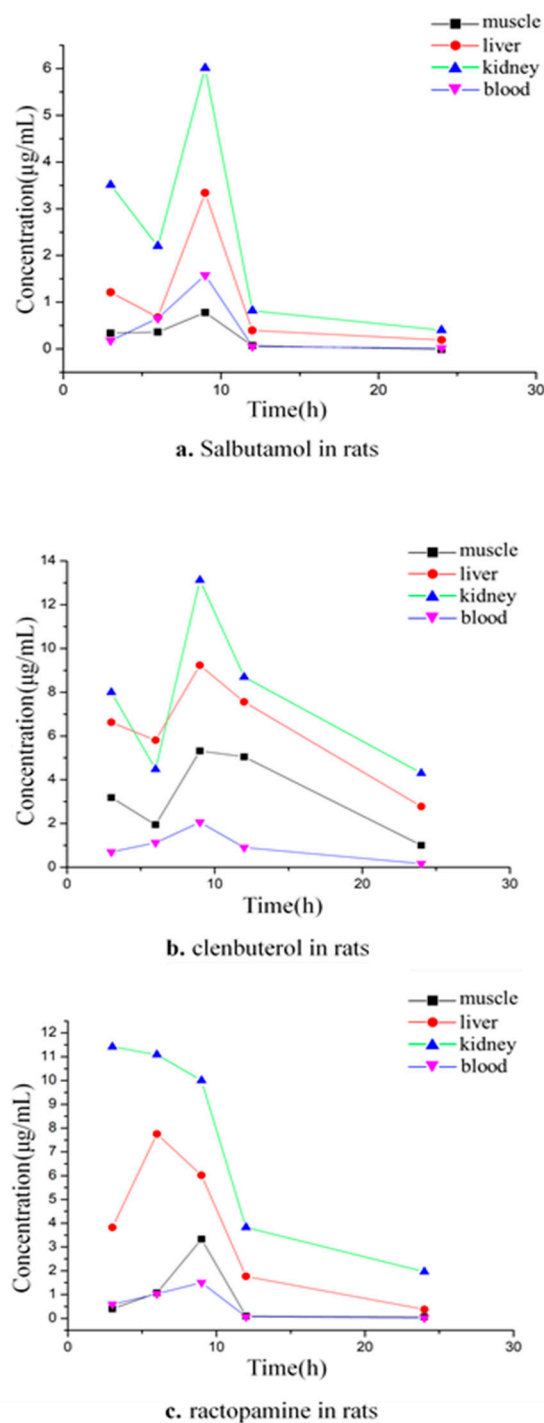 muscle
liver
kidney
blood
Concentration(μg/mL)
6
5
4
3
2
1
0
0 10 20 30
Time(h)
a. Salbutamol in rats
muscle
liver
kidney
blood
Concentration(μg/mL)
14
12
10
8
6
4
2
0
0 10 20 30
Time(h)
b. clenbuterol in rats
muscle
liver
kidney
blood
Concentration(μg/mL)
12
11
10
9
8
7
6
5
4
3
2
1
0
0 10 20 30
Time(h)
c. ractopamine in rats